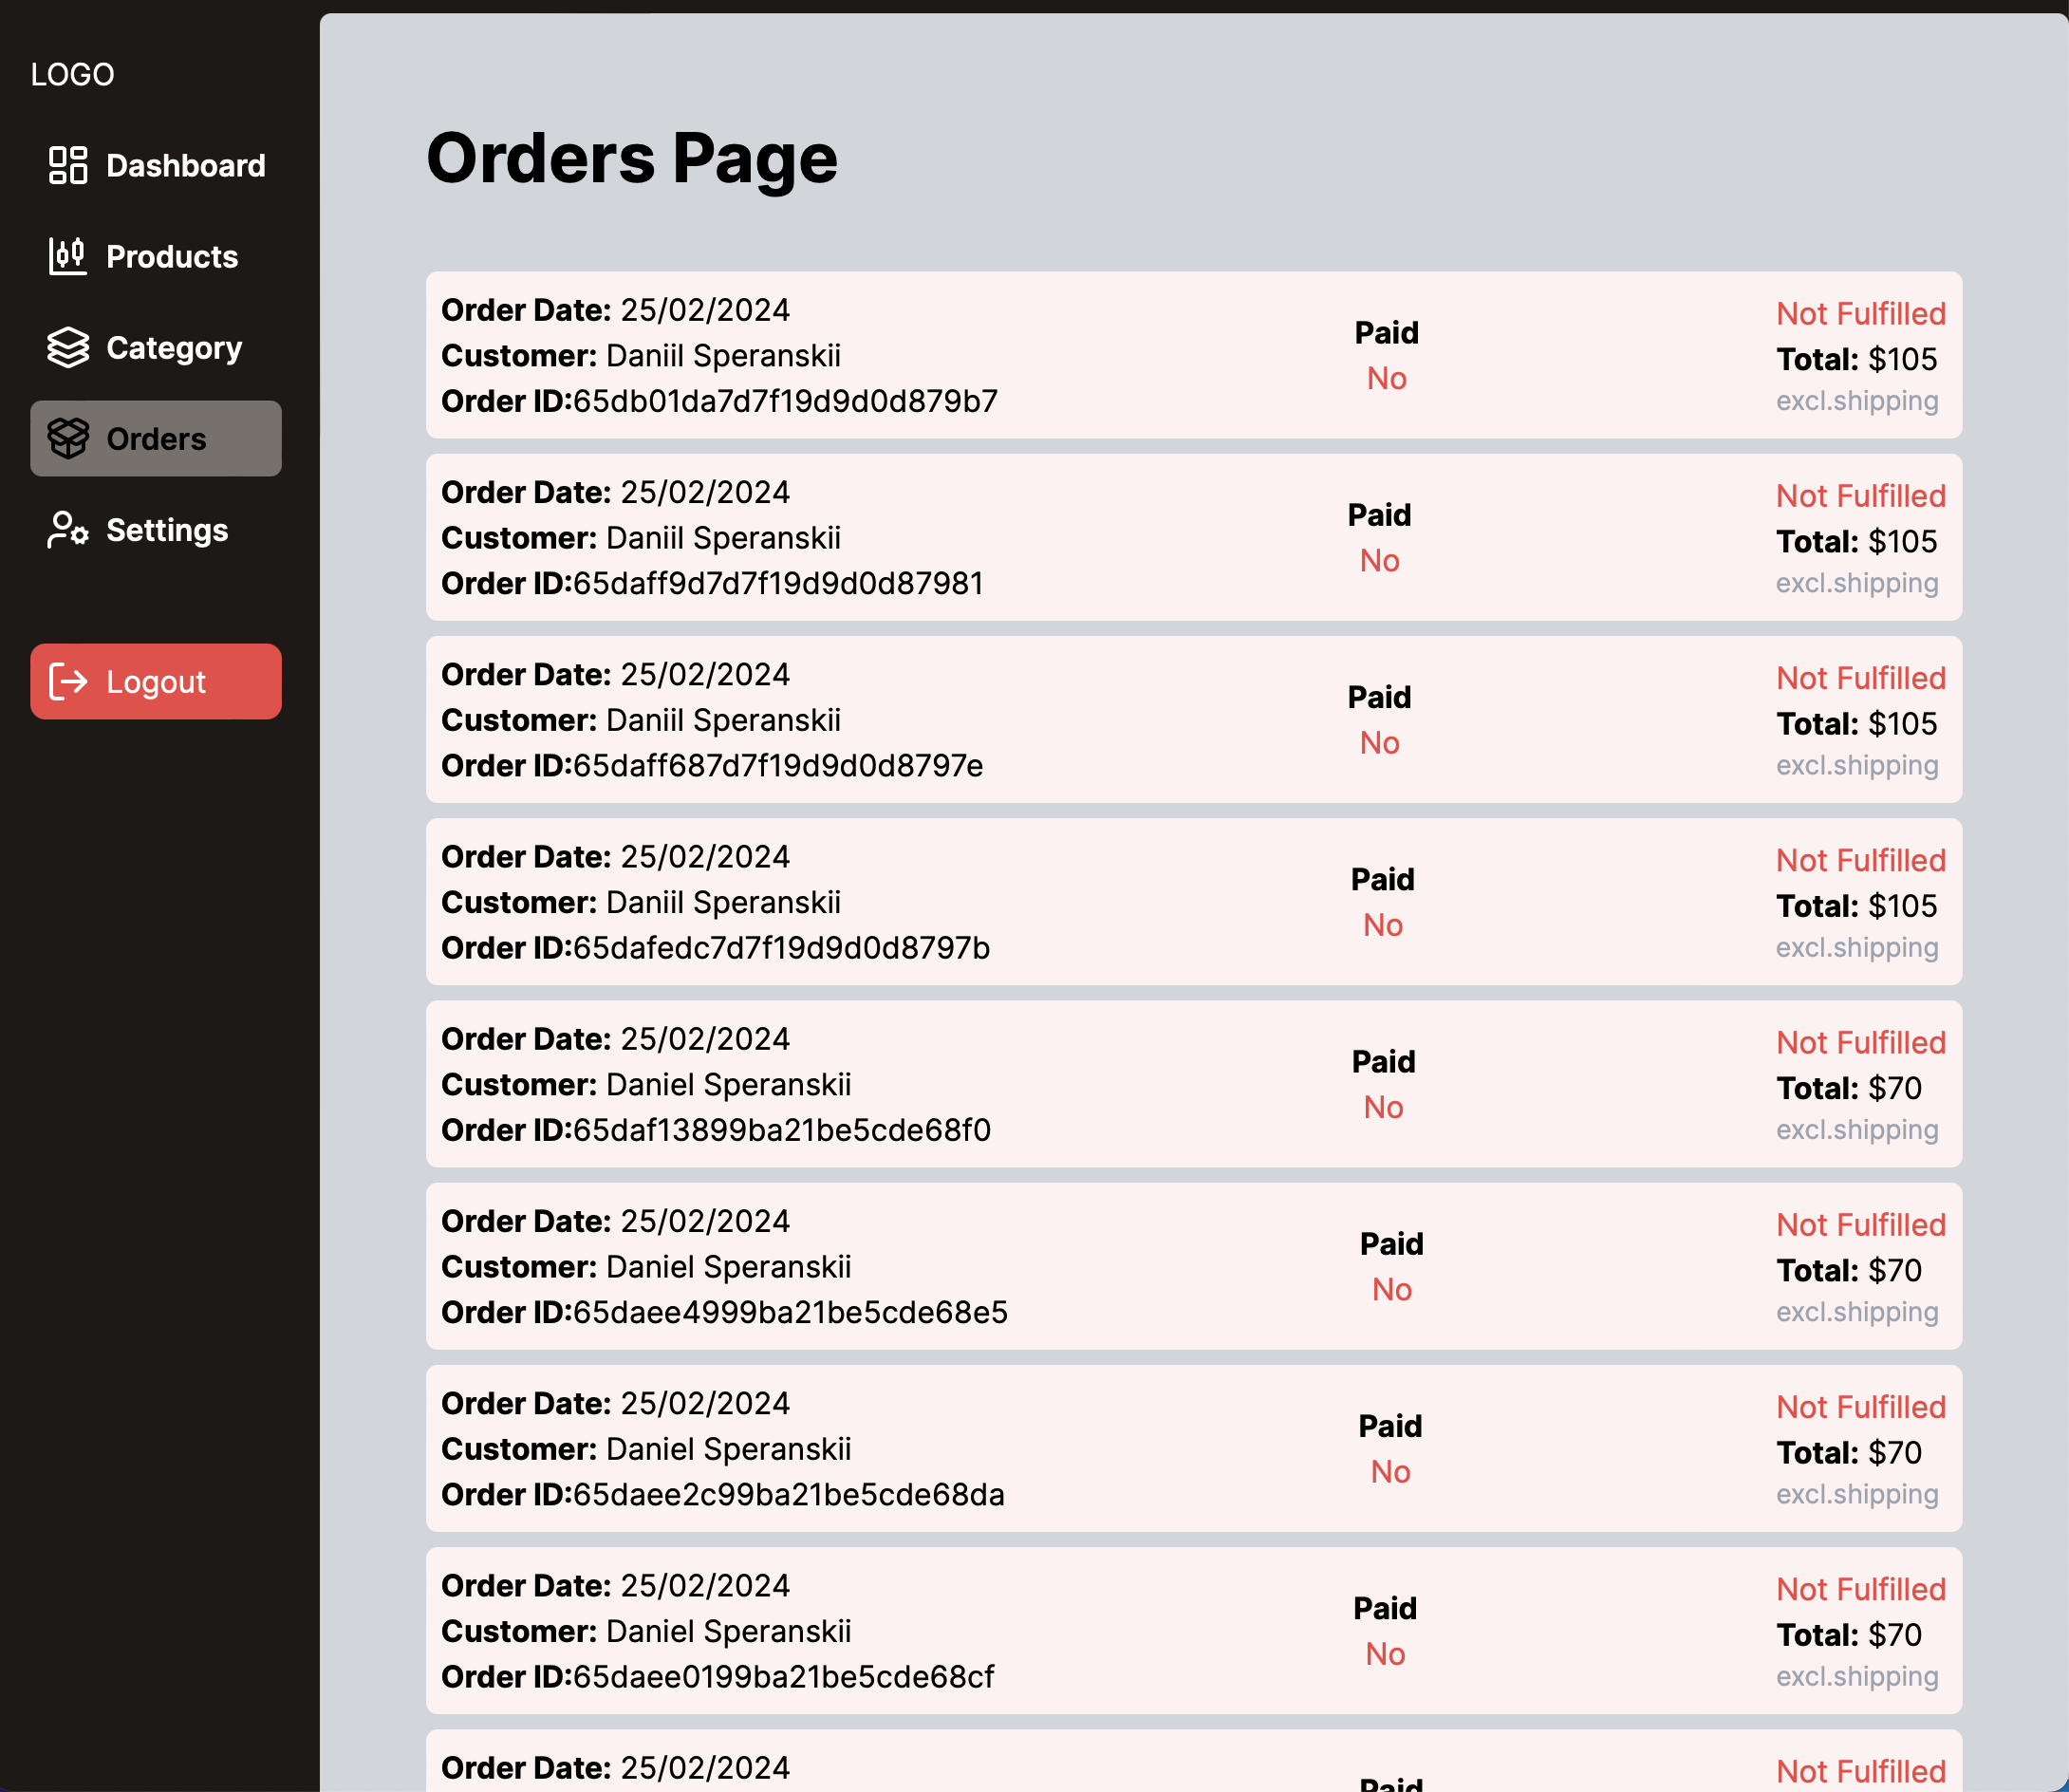 LOGO
Dashboard
Products
Category
Orders
Settings
Logout
Orders Page
Order Date: 25/02/2024
Customer: Daniil Speranskii
Order ID:65db01da7d7f19d9d0d879b7
Paid
No
Not Fulfilled
Total: $105
excl.shipping
Order Date: 25/02/2024
Customer: Daniil Speranskii
Order ID:65daff9d7d7f19d9d0d87981
Paid
No
Not Fulfilled
Total: $105
excl.shipping
Order Date: 25/02/2024
Customer: Daniil Speranskii
Order ID:65daff687d7f19d9d0d8797e
Paid
No
Not Fulfilled
Total: $105
excl.shipping
Order Date: 25/02/2024
Customer: Daniil Speranskii
Order ID:65dafedc7d7f19d9d0d8797b
Paid
No
Not Fulfilled
Total: $105
excl.shipping
Order Date: 25/02/2024
Customer: Daniel Speranskii
Order ID:65daf13899ba21be5cde68f0
Paid
No
Not Fulfilled
Total: $70
excl.shipping
Order Date: 25/02/2024
Customer: Daniel Speranskii
Order ID:65daee4999ba21be5cde68e5
Paid
No
Not Fulfilled
Total: $70
excl.shipping
Order Date: 25/02/2024
Customer: Daniel Speranskii
Order ID:65daee2c99ba21be5cde68da
Paid
No
Not Fulfilled
Total: $70
excl.shipping
Order Date: 25/02/2024
Customer: Daniel Speranskii
Order ID:65daee0199ba21be5cde68cf
Paid
No
Not Fulfilled
Total: $70
excl.shipping
Order Date: 25/02/2024
Paid
Not Fulfilled